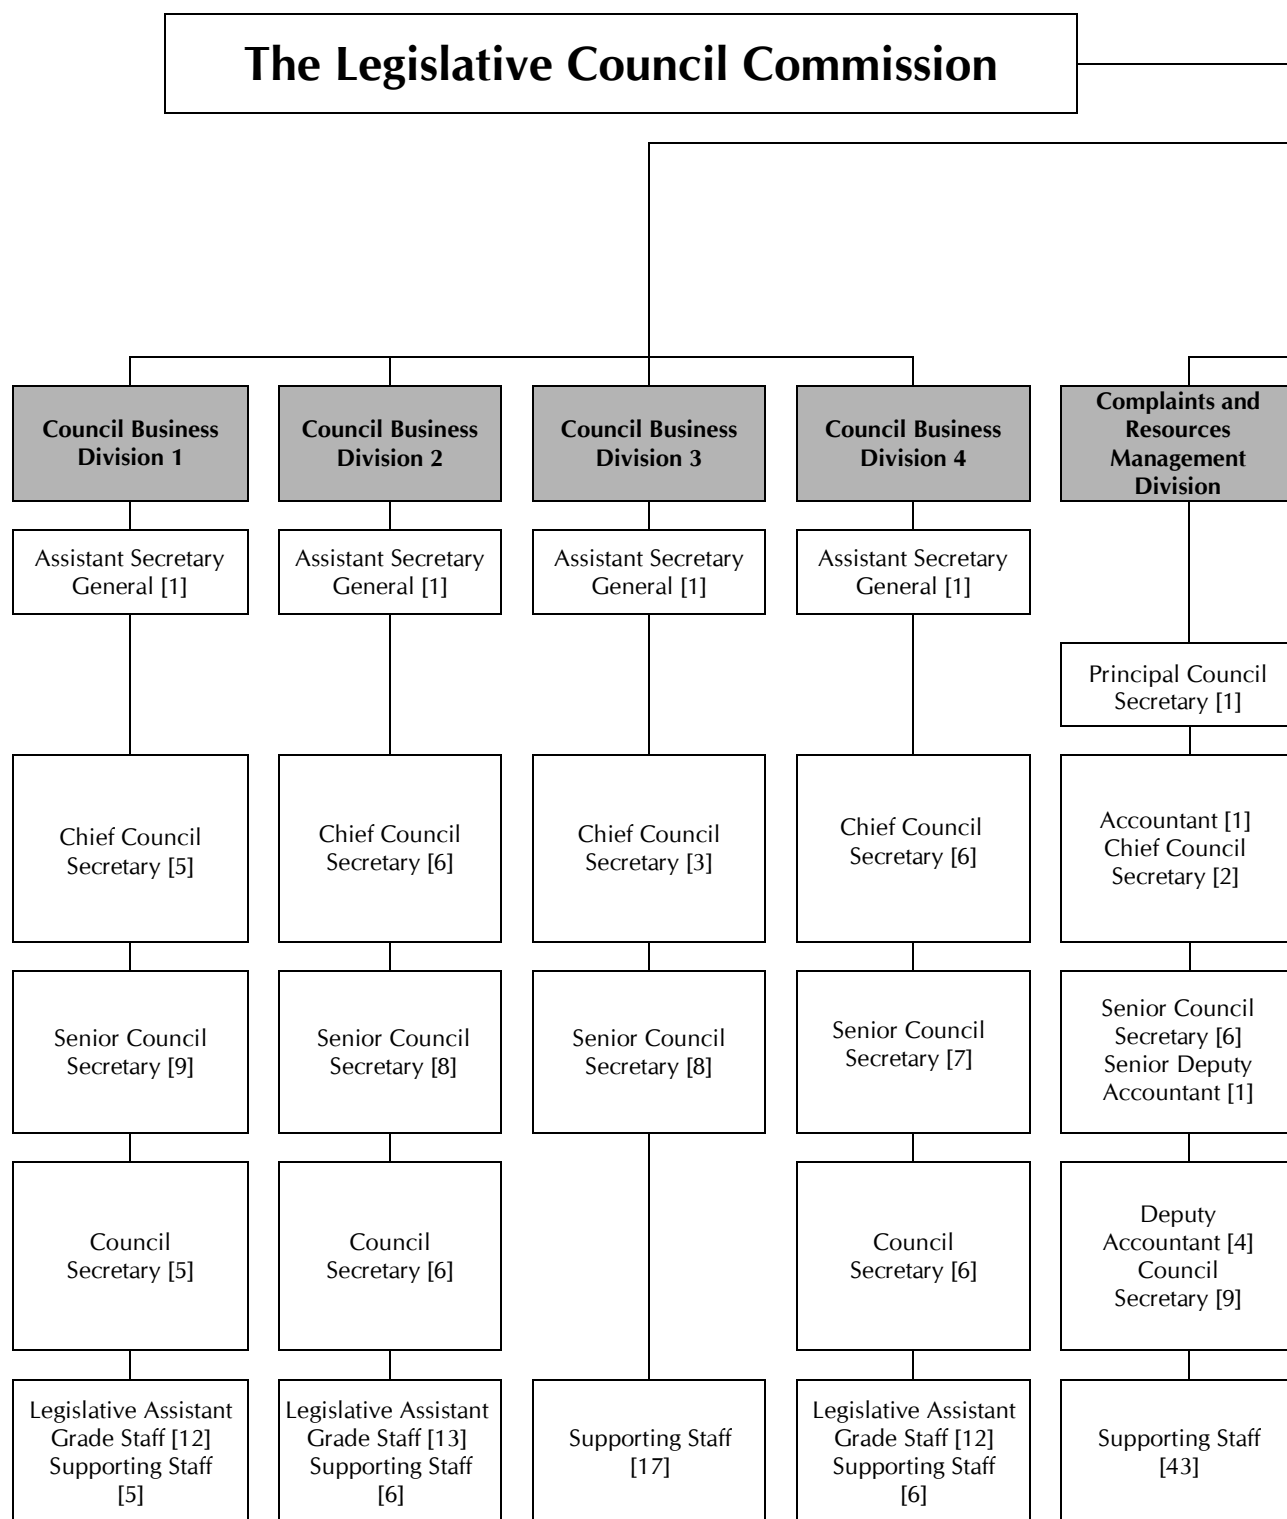 The Legislative Council Commission
Council Business
Division 1
Council Business
Division 2
Council Business
Division 3
Council Business
Division 4
Complaints and
Resources
Management
Division
Assistant Secretary
General [1]
Assistant Secretary
General [1]
Assistant Secretary
General [1]
Assistant Secretary
General [1]
Principal Council
Secretary [1]
Chief Council
Secretary [5]
Chief Council
Secretary [6]
Chief Council
Secretary [3]
Chief Council
Secretary [6]
Accountant [1]
Chief Council
Secretary [2]
Senior Council
Secretary [9]
Senior Council
Secretary [8]
Senior Council
Secretary [8]
Senior Council
Secretary [7]
Senior Council
Secretary [6]
Senior Deputy
Accountant [1]
Council
Secretary [5]
Council
Secretary [6]
Council
Secretary [6]
Deputy
Accountant [4]
Council
Secretary [9]
Legislative Assistant
Grade Staff [12]
Supporting Staff
[5]
Legislative Assistant
Grade Staff [13]
Supporting Staff
[6]
Supporting Staff
[17]
Legislative Assistant
Grade Staff [12]
Supporting Staff
[6]
Supporting Staff
[43]